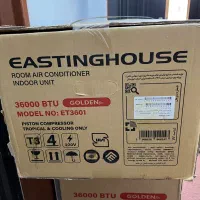 EASTINGHOUSE
ROOM AIR CONDITIONER
INDOOR UNIT
36000 BTU GOLDEN+
MODEL NO: ET3601
PISTON COMPRESSOR
TROPICAL & COOLING ONLY
T3
4
36000 BTU GOLDEN+